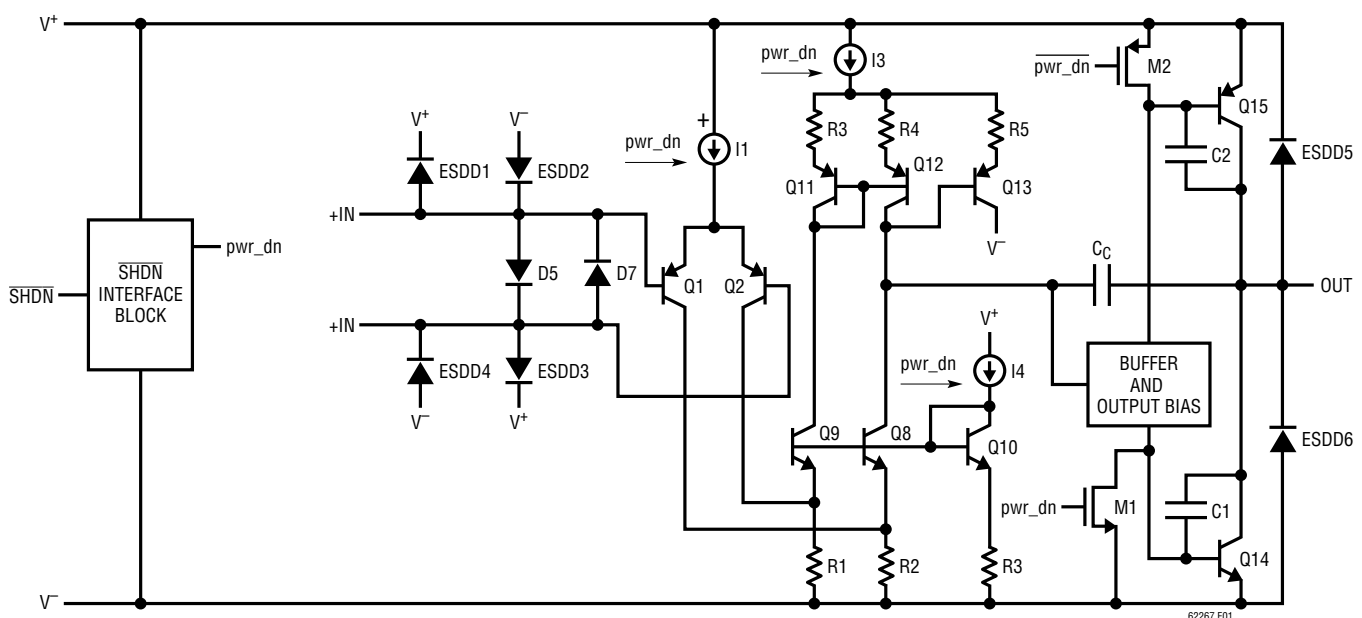 V+
pwr_dn
I3
pwr_dn
M2
Q15
R3
R4
R5
V+
V–
+
pwr_dn
I1
C2
ESDD5
ESDD1
ESDD2
Q11
Q12
Q13
+IN
V–
SHDN
INTERFACE
BLOCK
pwr_dn
SHDN
D5
D7
Q1
Q2
CC
OUT
+IN
V+
ESDD4
ESDD3
pwr_dn
I4
BUFFER
AND
OUTPUT BIAS
V–
V+
Q9
Q8
Q10
ESDD6
pwr_dn
M1
C1
Q14
R1
R2
R3
V–
62267 F01